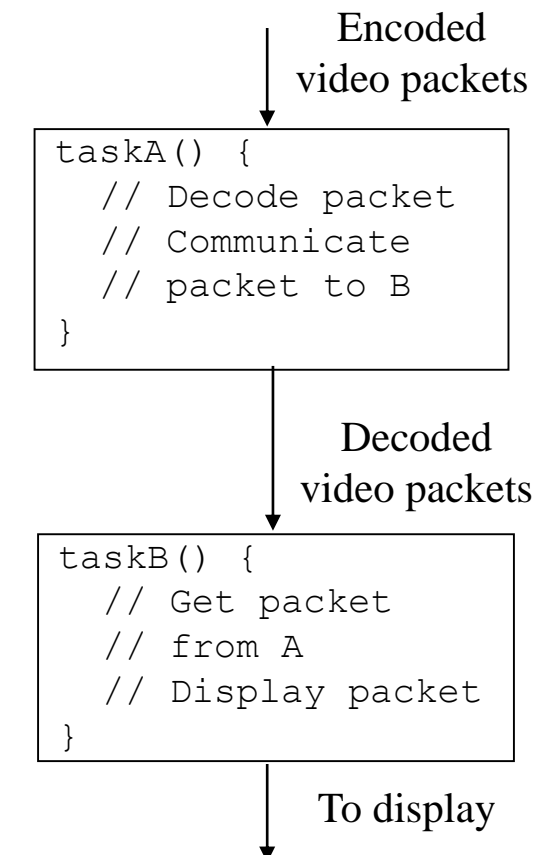 Encoded
video packets
taskA() {
// Decode packet
// Communicate
// packet to B
}
Decoded
video packets
taskB() {
// Get packet
// from A
// Display packet
}
To display